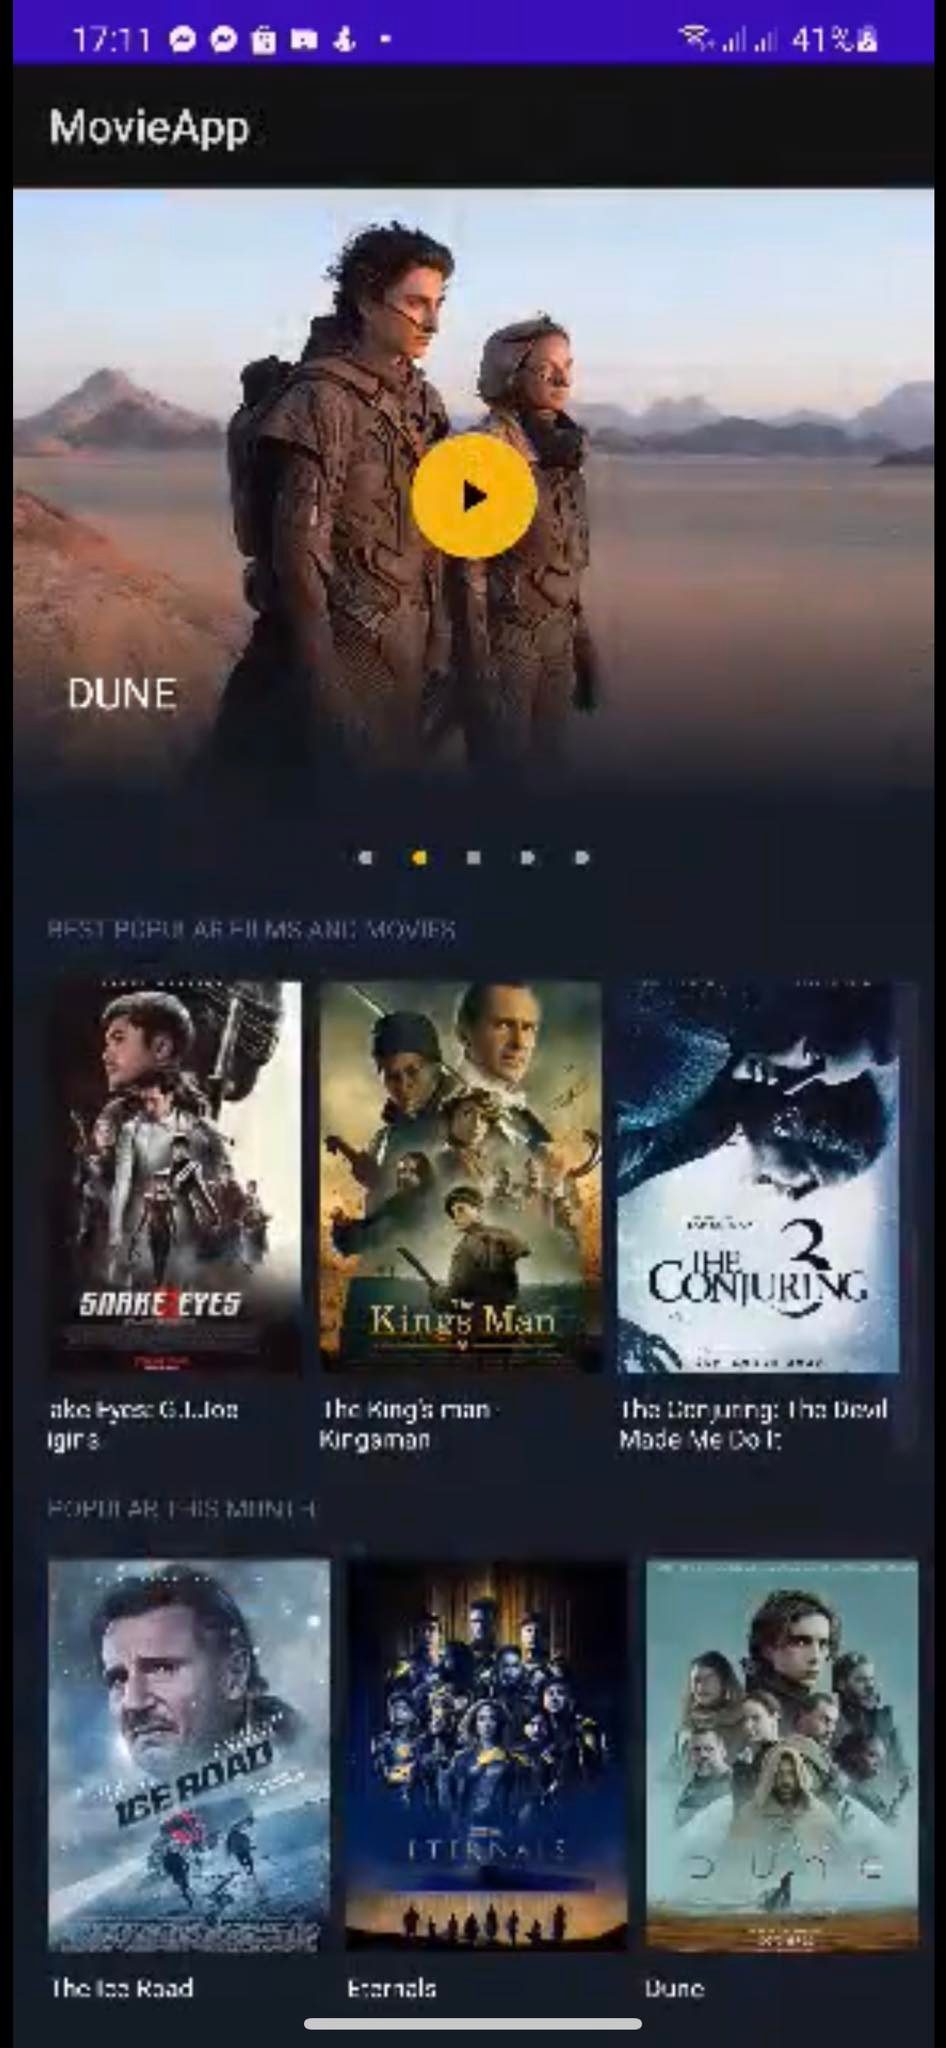 17:11
41%
MovieApp
DUNE
BEST POPULAR FILMS AND MOVIES
SNAKE EYES
The
King's Man
3
THE
CONJURING
ake Eyes: G.I.Joe
igins
The King's man -
Kingsman
The Conjuring: The Devil
Made Me Do It
POPULAR THIS MONTH
ICE ROAD
ETERNALS
DUNE
The Ice Road
Eternals
Dune